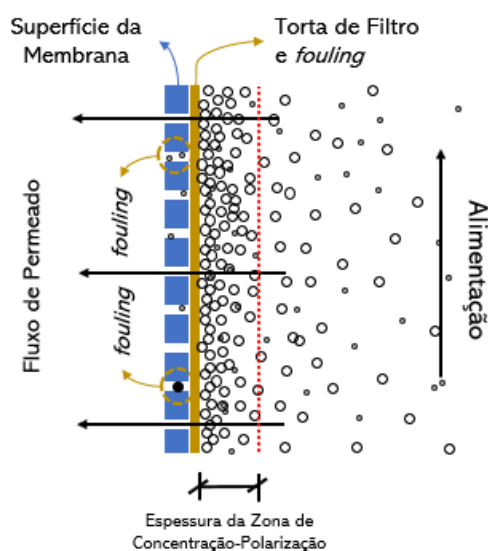 Superfície da
Membrana
Torta de Filtro
e fouling
fouling
fouling
Fluxo de Permeado
Alimentação
Espessura da Zona de
Concentração-Polarização